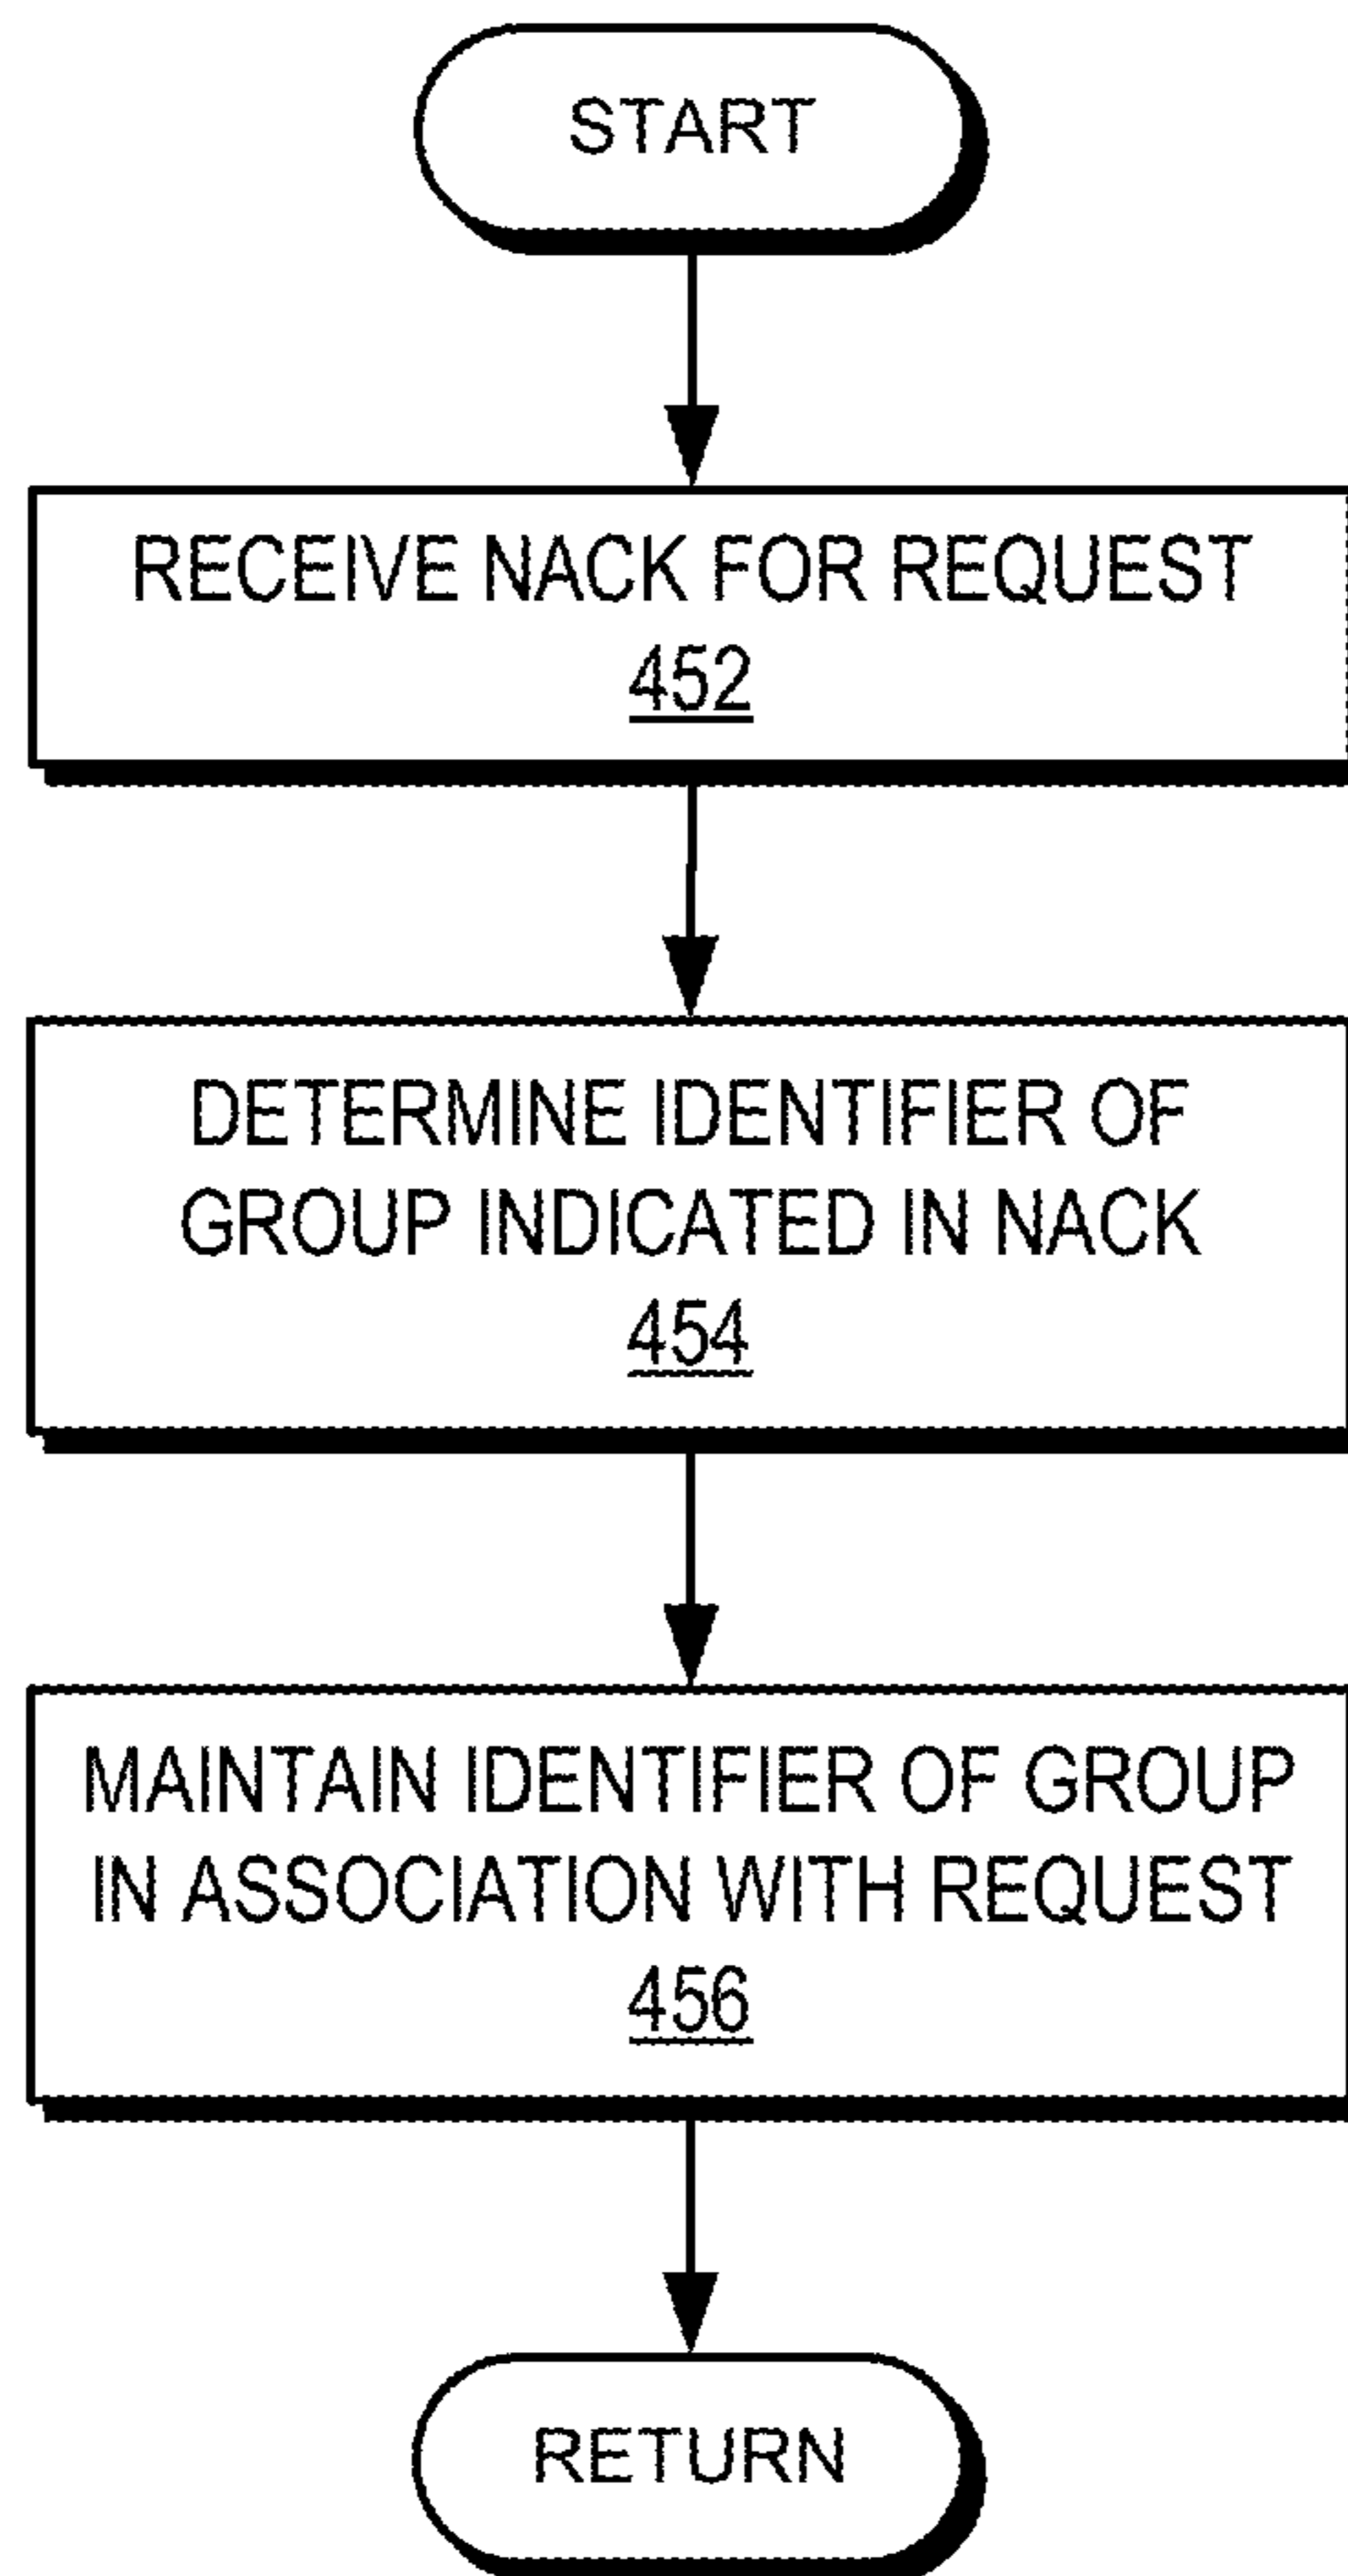 START
RECEIVE NACK FOR REQUEST
452
DETERMINE IDENTIFIER OF
GROUP INDICATED IN NACK
454
MAINTAIN IDENTIFIER OF GROUP
IN ASSOCIATION WITH REQUEST
456
RETURN